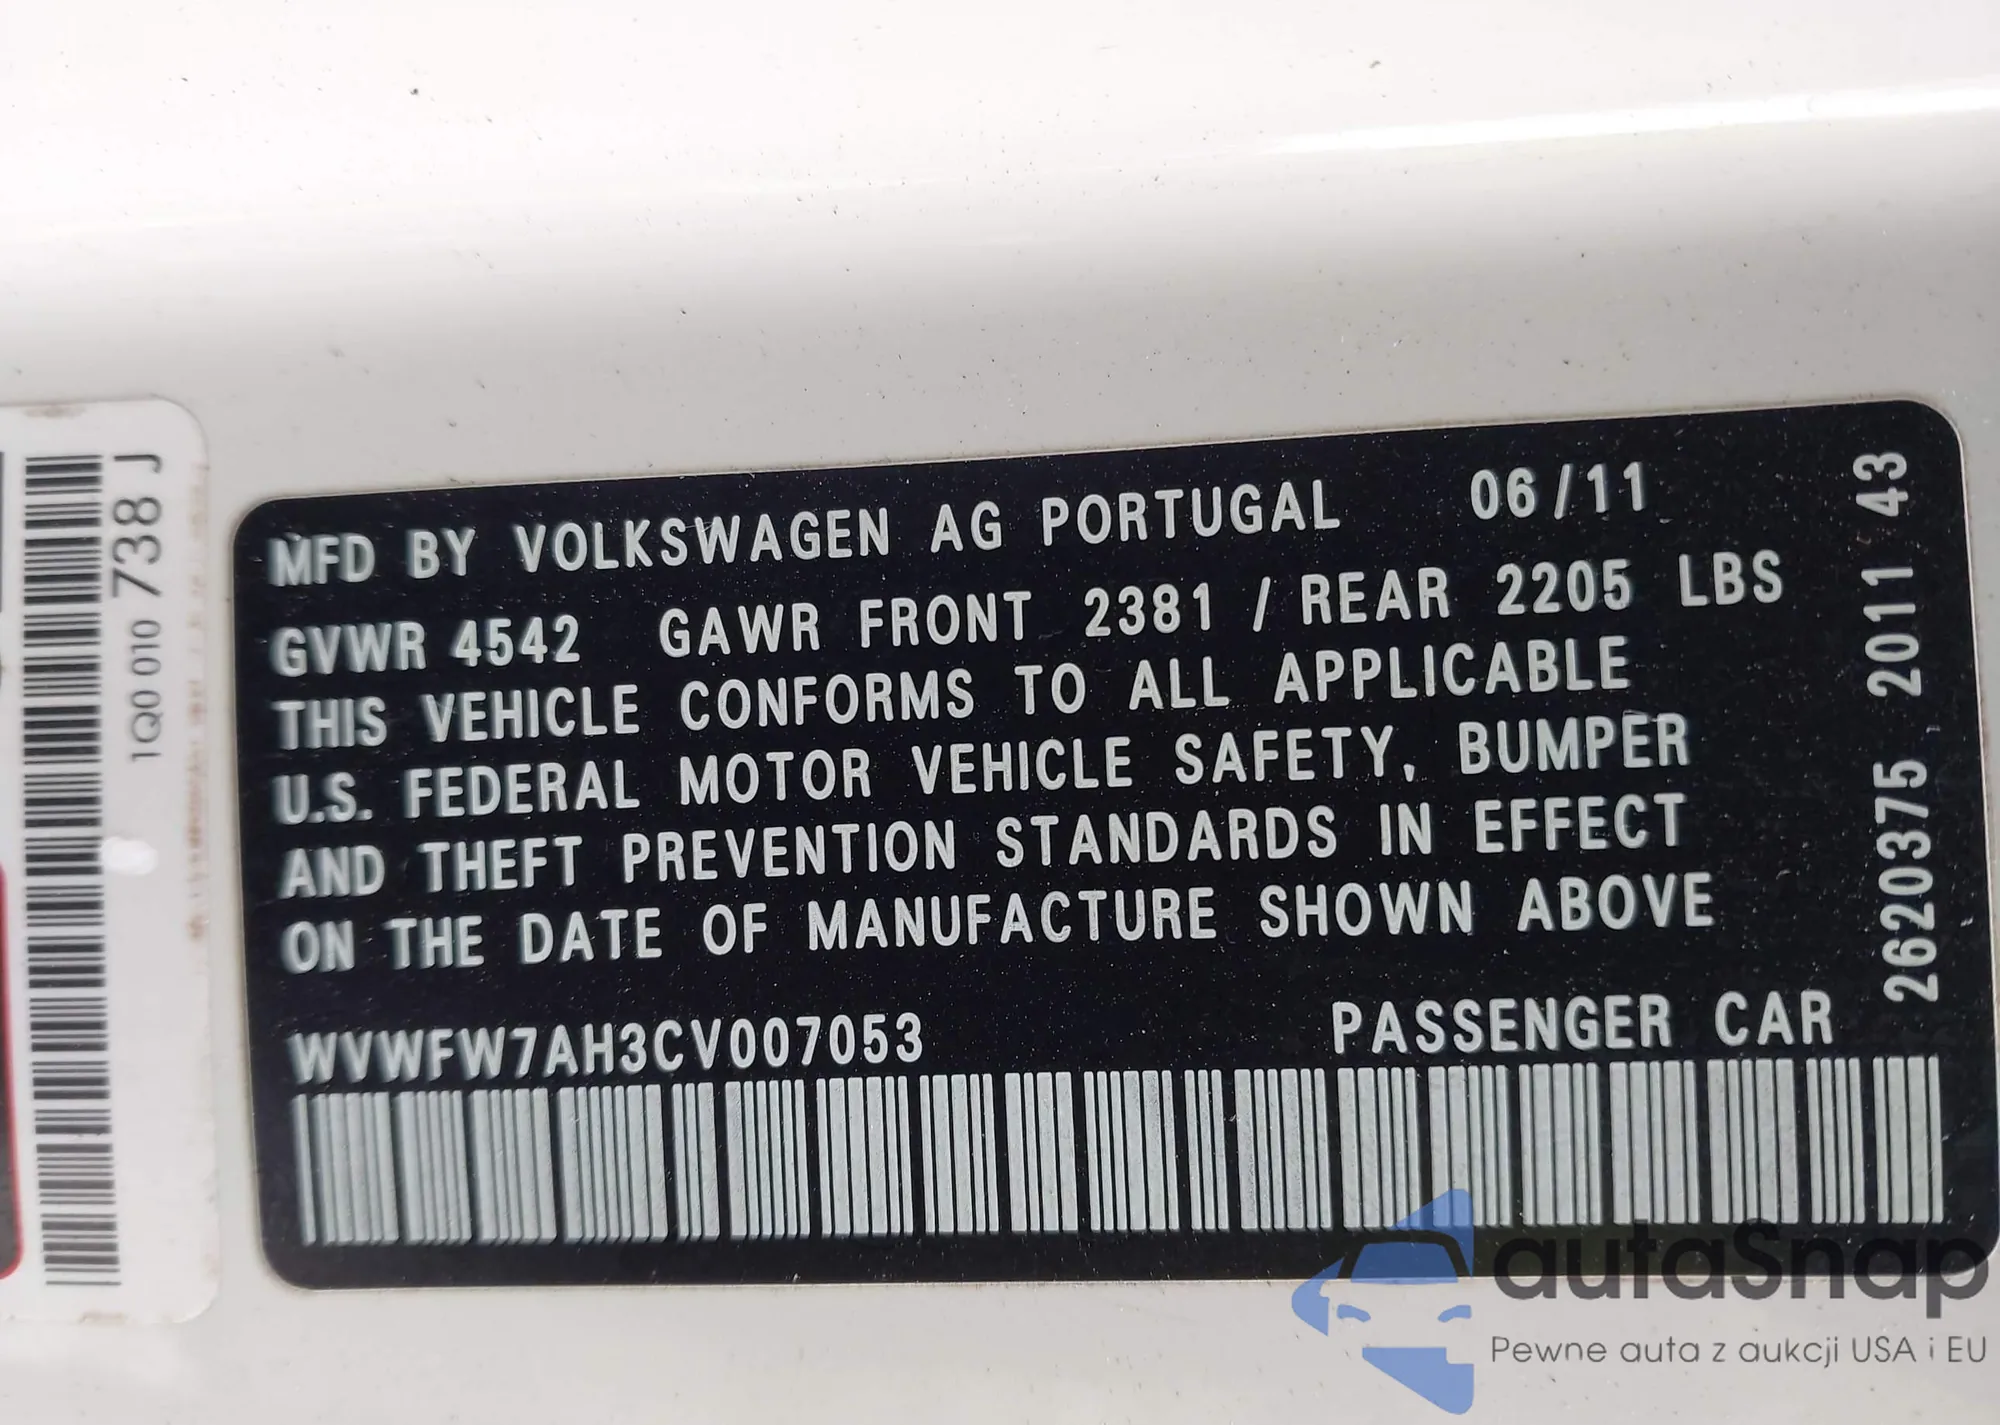 MFD BY VOLKSWAGEN AG PORTUGAL 06/11
GVWR 4542 GAWR FRONT 2381 / REAR 2205 LBS
THIS VEHICLE CONFORMS TO ALL APPLICABLE
U.S. FEDERAL MOTOR VEHICLE SAFETY, BUMPER
AND THEFT PREVENTION STANDARDS IN EFFECT
ON THE DATE OF MANUFACTURE SHOWN ABOVE
WVWFW7AH3CV007053 PASSENGER CAR
2620375 2011 43
1Q0 010 738 J
autaSnap
Pewne auta z aukcji USA i EU